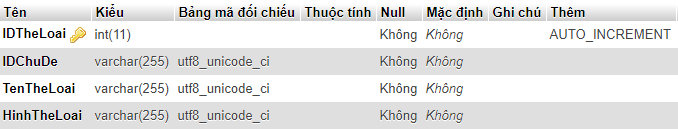 Tên Kiểu Bảng mã đối chiếu Thuộc tính Null Mặc định Ghi chú Thêm
IDTheLoai int(11) Không Không AUTO_INCREMENT
IDChuDe varchar(255) utf8_unicode_ci Không Không
TenTheLoai varchar(255) utf8_unicode_ci Không Không
HinhTheLoai varchar(255) utf8_unicode_ci Không Không